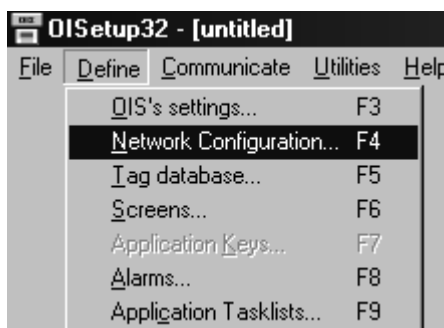 OISetup32 - [untitled]
File Define Communicate Utilities Help
OIS's settings... F3
Network Configuration... F4
Tag database... F5
Screens... F6
Application Keys... F7
Alarms... F8
Application Tasklists... F9